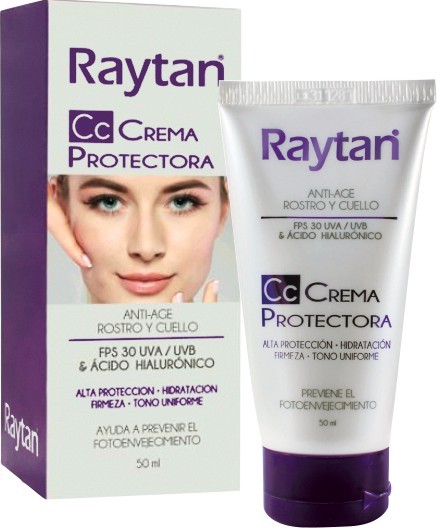 Raytan®
Cc CREMA
PROTECTORA
ANTI-AGE
ROSTRO Y CUELLO
FPS 30 UVA / UVB
& ÁCIDO HIALURÓNICO
ALTA PROTECCION · HIDRATACION
FIRMEZA · TONO UNIFORME
AYUDA A PREVENIR EL
FOTOENVEJECIMIENTO
50 ml
Raytan®
Raytan®
ANTI-AGE
ROSTRO Y CUELLO
FPS 30 UVA / UVB
& ÁCIDO HIALURÓNICO
Cc CREMA
PROTECTORA
ALTA PROTECCIÓN · HIDRATACIÓN
FIRMEZA · TONO UNIFORME
PREVIENE EL
FOTOENVEJECIMIENTO
50 ml